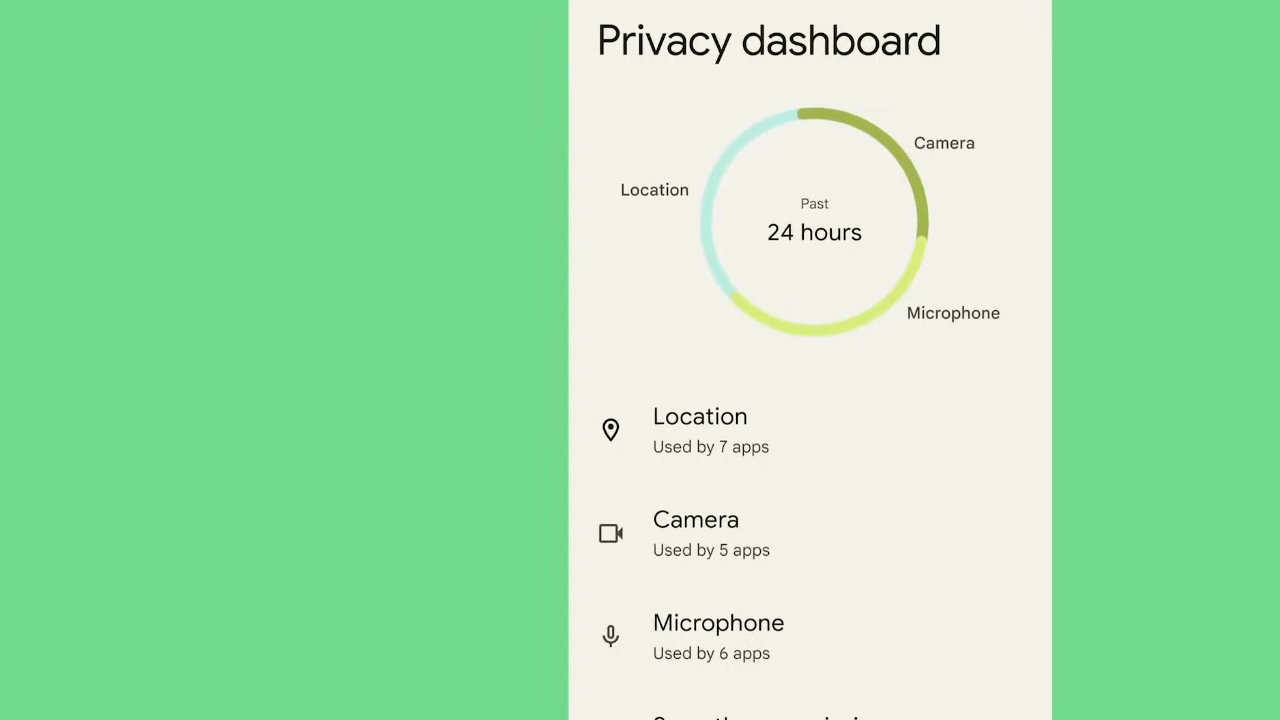 Privacy dashboard
Camera
Location
Past
24 hours
Microphone
Location
Used by 7 apps
Camera
Used by 5 apps
Microphone
Used by 6 apps